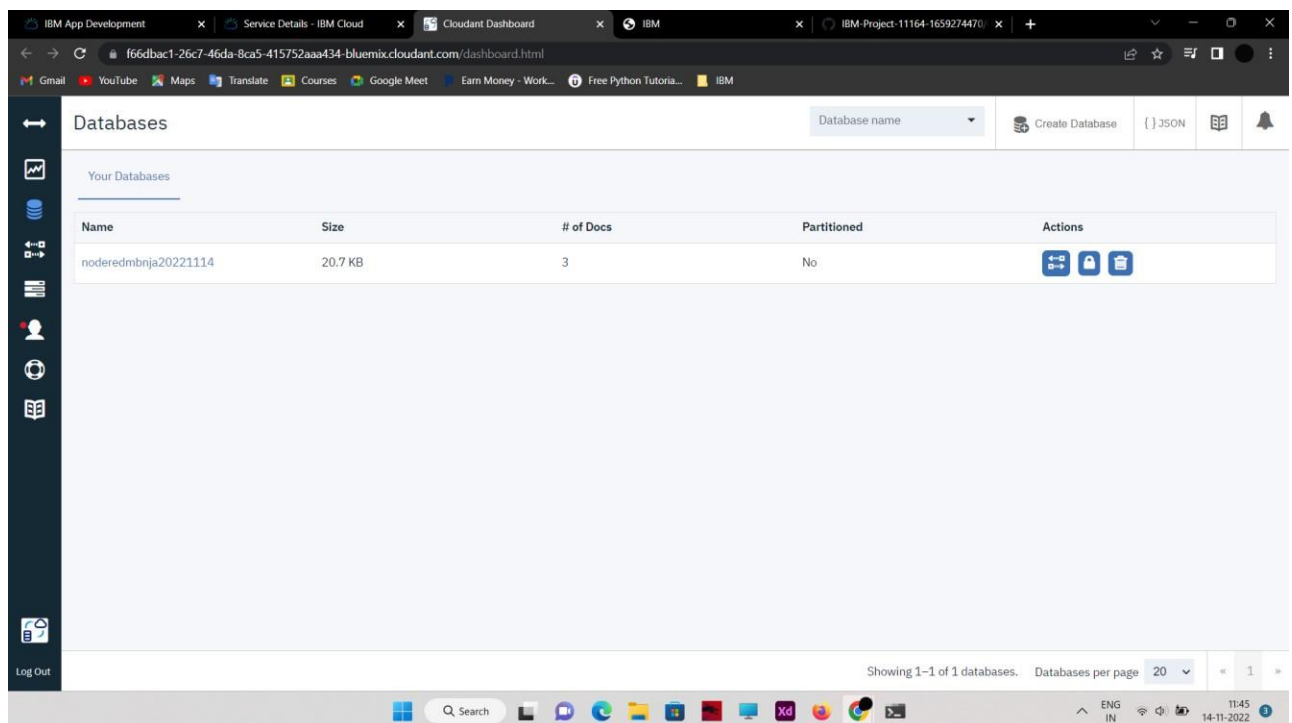 IBM App Development
Service Details - IBM Cloud
Cloudant Dashboard
IBM
IBM-Project-11164-1659274470/
f66dbac1-26c7-46da-8ca5-415752aaa434-bluemix.cloudant.com/dashboard.html
Gmail YouTube Maps Translate Courses Google Meet Earn Money - Work... Free Python Tutoria... IBM
Databases
Database name
Create Database
{ } JSON
Your Databases
Name Size # of Docs Partitioned Actions
noderedmbnja20221114 20.7 KB 3 No
Log Out
Showing 1–1 of 1 databases. Databases per page 20 « 1 »
Search
Xd
ENG
IN
11:45
14-11-2022
3